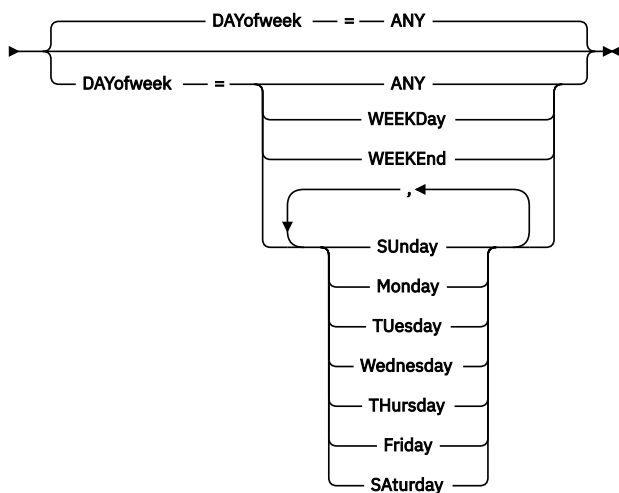 DAYofweek = ANY
DAYofweek = ANY
WEEKDay
WEEKEnd
,
SUnday
Monday
TUesday
Wednesday
THursday
Friday
SAturday